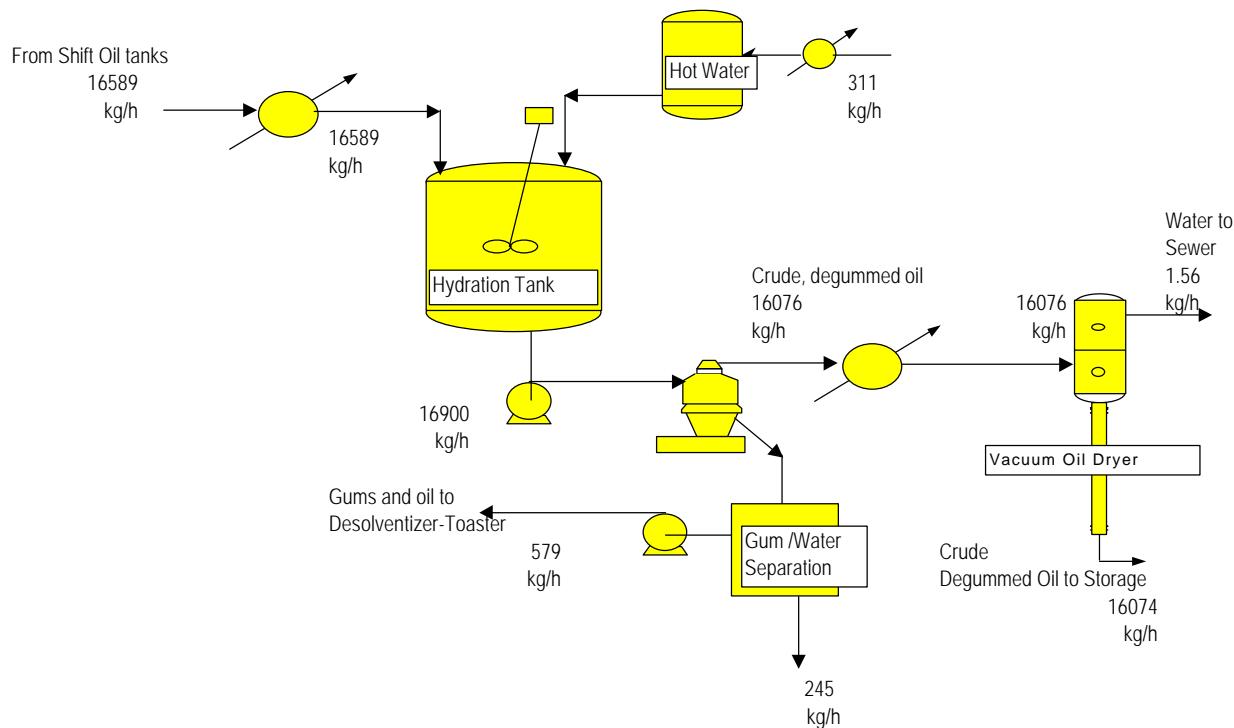 From Shift Oil tanks
16589
kg/h
16589
kg/h
Hot Water
311
kg/h
Hydration Tank
16900
kg/h
Crude, degummed oil
16076
kg/h
16076
kg/h
Water to
Sewer
1.56
kg/h
Vacuum Oil Dryer
Gums and oil to
Desolventizer-Toaster
579
kg/h
Gum /Water
Separation
245
kg/h
Crude
Degummed Oil to Storage
16074
kg/h